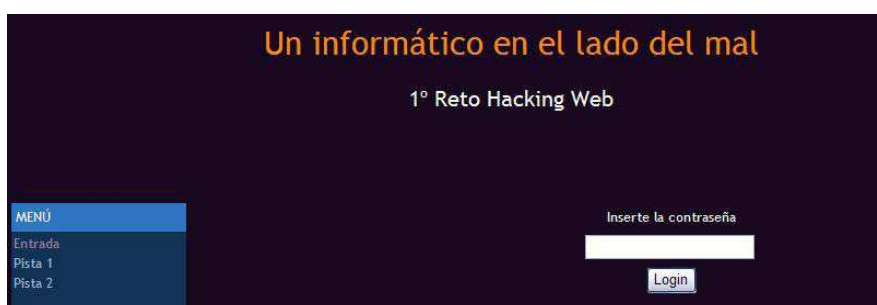 Un informático en el lado del mal
1º Reto Hacking Web
MENÚ
Inserte la contraseña
Entrada
Pista 1
Pista 2
Login